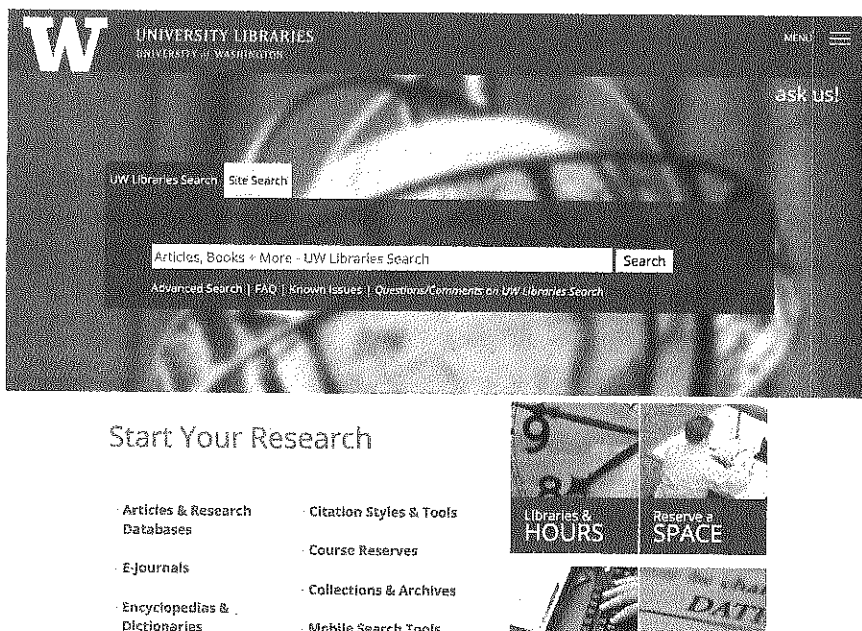 W
UNIVERSITY LIBRARIES
UNIVERSITY of WASHINGTON
MENU
ask us!
UW Libraries Search Site Search
Articles, Books + More - UW Libraries Search Search
Advanced Search | FAQ | Known Issues | Questions/Comments on UW Libraries Search
Start Your Research
· Articles & Research
Databases
· E-Journals
· Encyclopedias &
Dictionaries
· Citation Styles & Tools
· Course Reserves
· Collections & Archives
· Mobile Search Tools
9
8
Libraries &
HOURS
Reserve a
SPACE